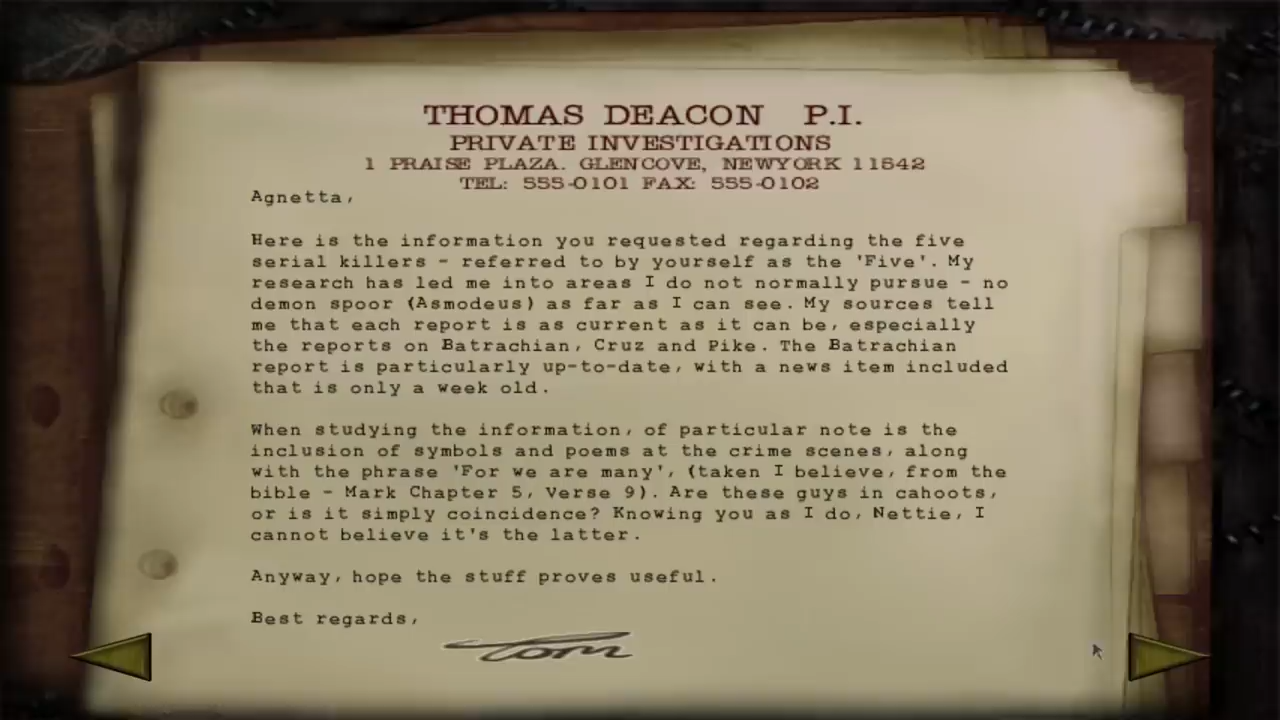 THOMAS DEACON P.I.
PRIVATE INVESTIGATIONS
1 PRAISE PLAZA. GLENCOVE, NEWYORK 11542
TEL: 555-0101 FAX: 555-0102
Agnetta,
Here is the information you requested regarding the five
serial killers - referred to by yourself as the 'Five'. My
research has led me into areas I do not normally pursue - no
demon spoor (Asmodeus) as far as I can see. My sources tell
me that each report is as current as it can be, especially
the reports on Batrachian, Cruz and Pike. The Batrachian
report is particularly up-to-date, with a news item included
that is only a week old.
When studying the information, of particular note is the
inclusion of symbols and poems at the crime scenes, along
with the phrase 'For we are many', (taken I believe, from the
bible - Mark Chapter 5, Verse 9). Are these guys in cahoots,
or is it simply coincidence? Knowing you as I do, Nettie, I
cannot believe it's the latter.
Anyway, hope the stuff proves useful.
Best regards,
Tom